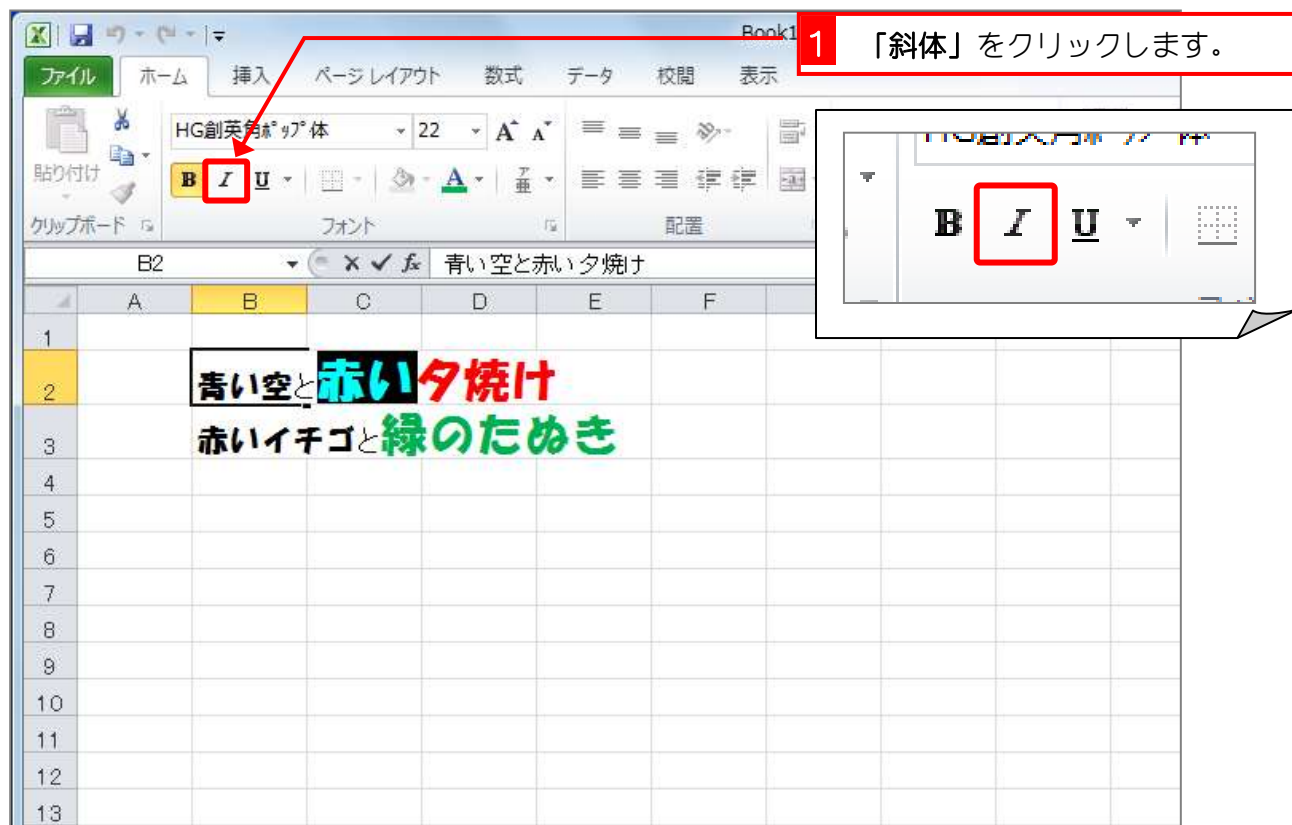 Book1
1 「斜体」をクリックします。
ファイル ホーム 挿入 ページ レイアウト 数式 データ 校閲 表示
HG創英角ﾎﾟｯﾌﾟ体 22 A A
貼り付け
B I U A ア亜
クリップボード フォント 配置
B I U
B2 fx 青い空と赤い夕焼け
A B C D E F
1
2 青い空と赤い夕焼け
3 赤いイチゴと緑のたぬき
4
5
6
7
8
9
10
11
12
13